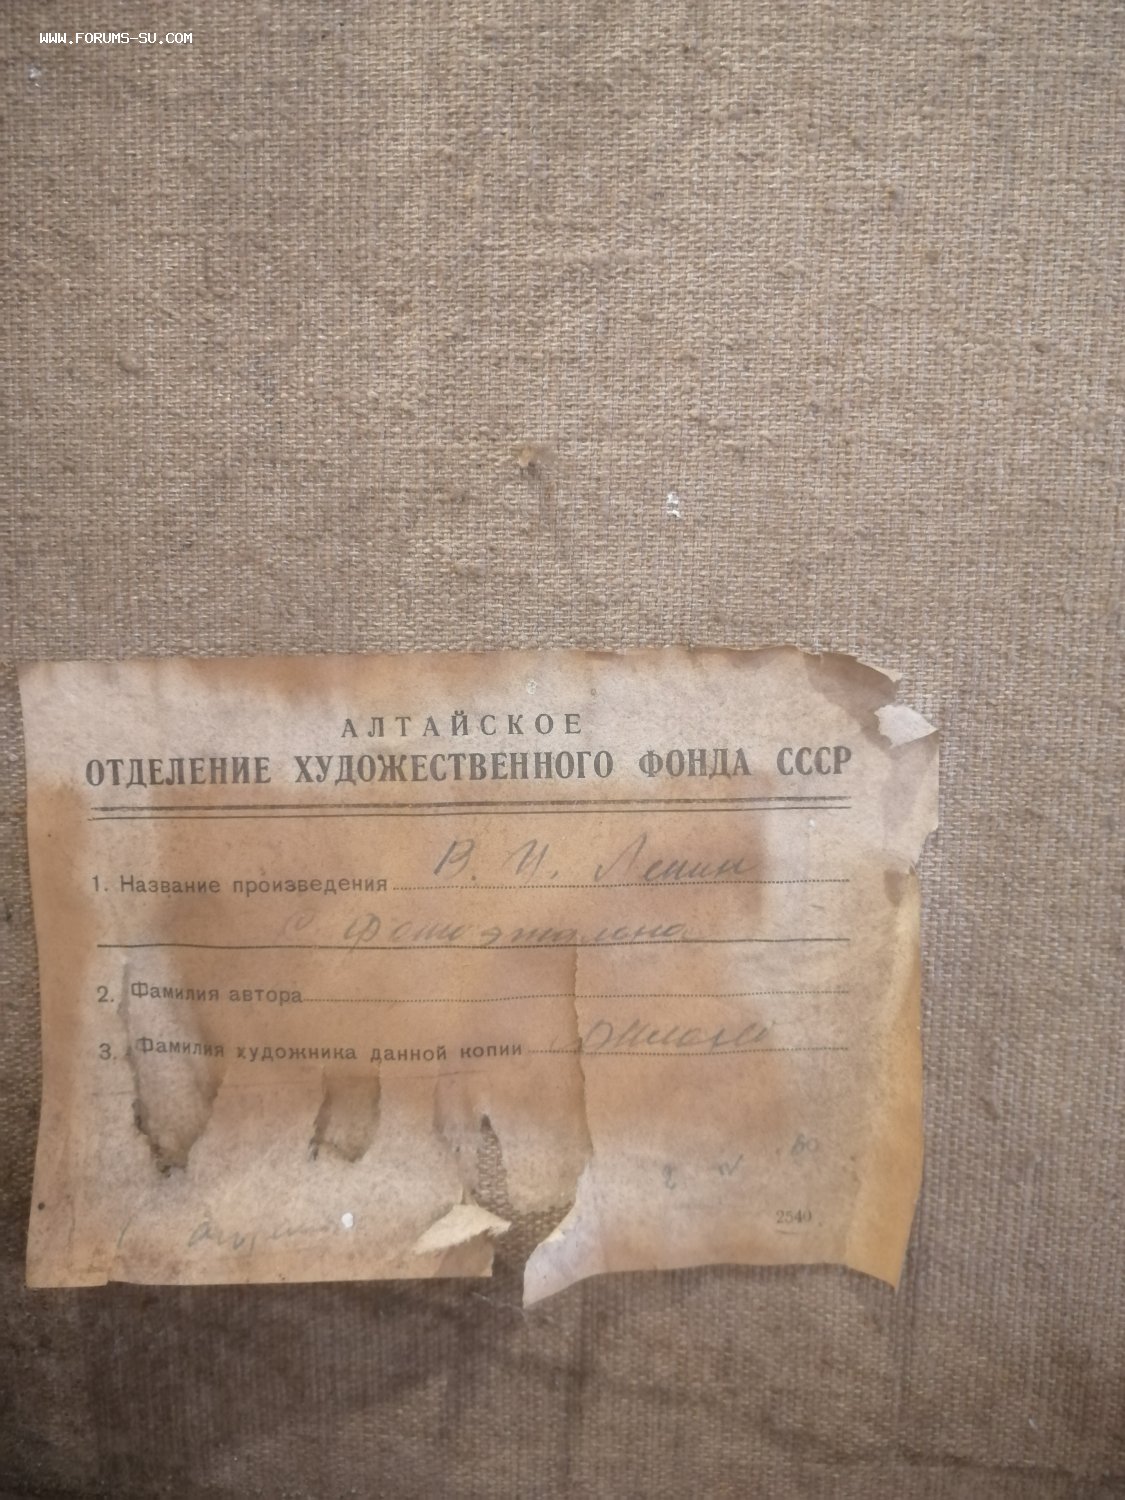 WWW.FORUMS-SU.COM
АЛТАЙСКОЕ
ОТДЕЛЕНИЕ ХУДОЖЕСТВЕННОГО ФОНДА СССР
1. Название произведения В. И. Ленин
С фотоэталона
2. Фамилия автора
3. Фамилия художника данной копии
2540